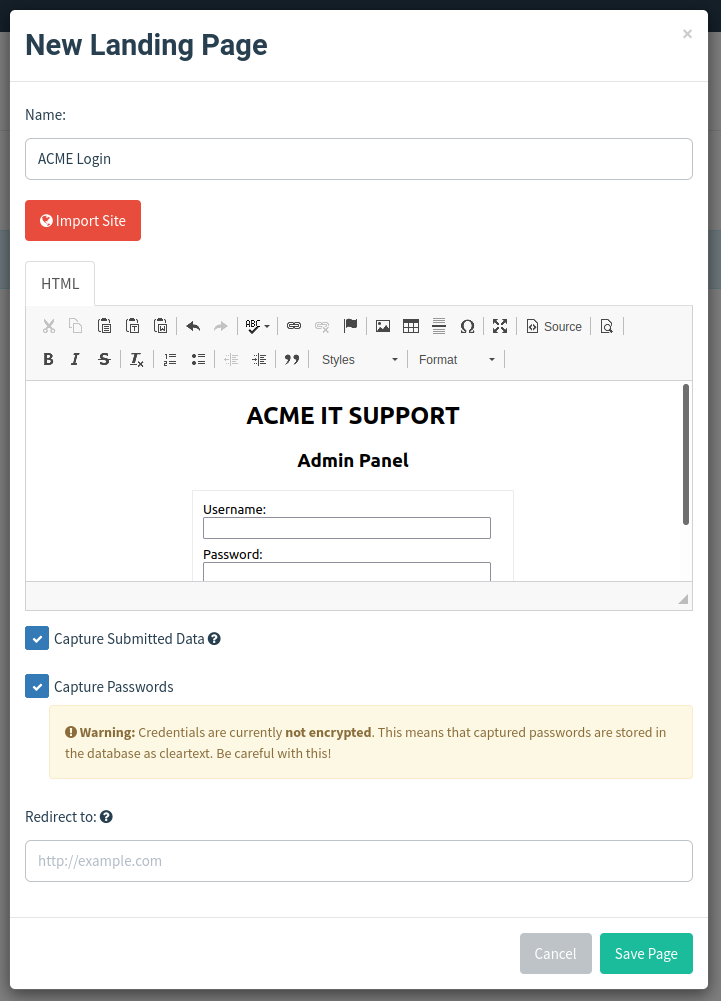 New Landing Page
×
Name:
ACME Login
Import Site
HTML
ABC
Source
B I S Tx Styles Format
ACME IT SUPPORT
Admin Panel
Username:
Password:
Capture Submitted Data
Capture Passwords
Warning: Credentials are currently not encrypted. This means that captured passwords are stored in
the database as cleartext. Be careful with this!
Redirect to:
http://example.com
Cancel Save Page